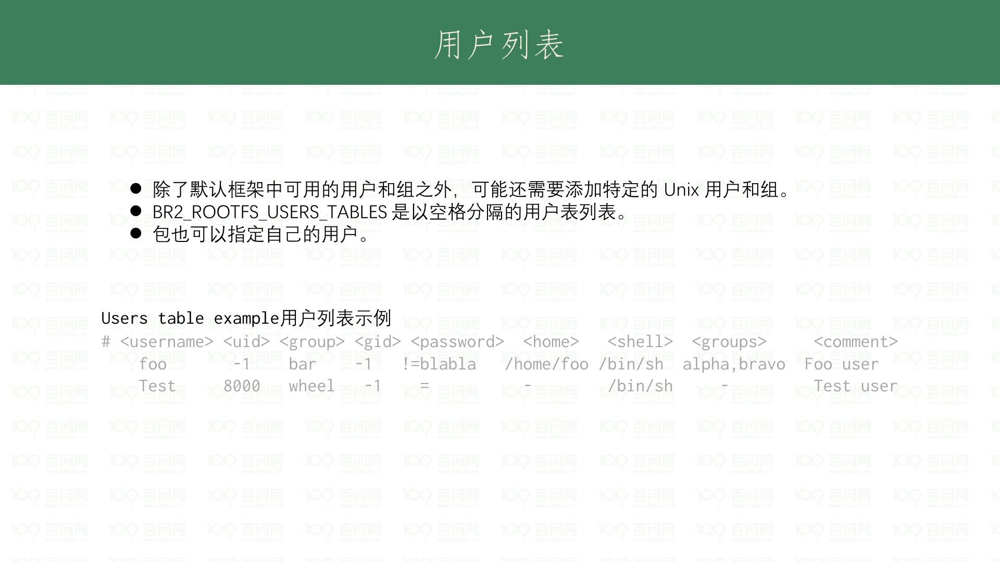 用户列表
● 除了默认框架中可用的用户和组之外，可能还需要添加特定的 Unix 用户和组。
● BR2_ROOTFS_USERS_TABLES 是以空格分隔的用户表列表。
● 包也可以指定自己的用户。
Users table example用户列表示例
# <username> <uid> <group> <gid> <password> <home> <shell> <groups> <comment>
foo -1 bar -1 !=blabla /home/foo /bin/sh alpha,bravo Foo user
Test 8000 wheel -1 = - /bin/sh - Test user